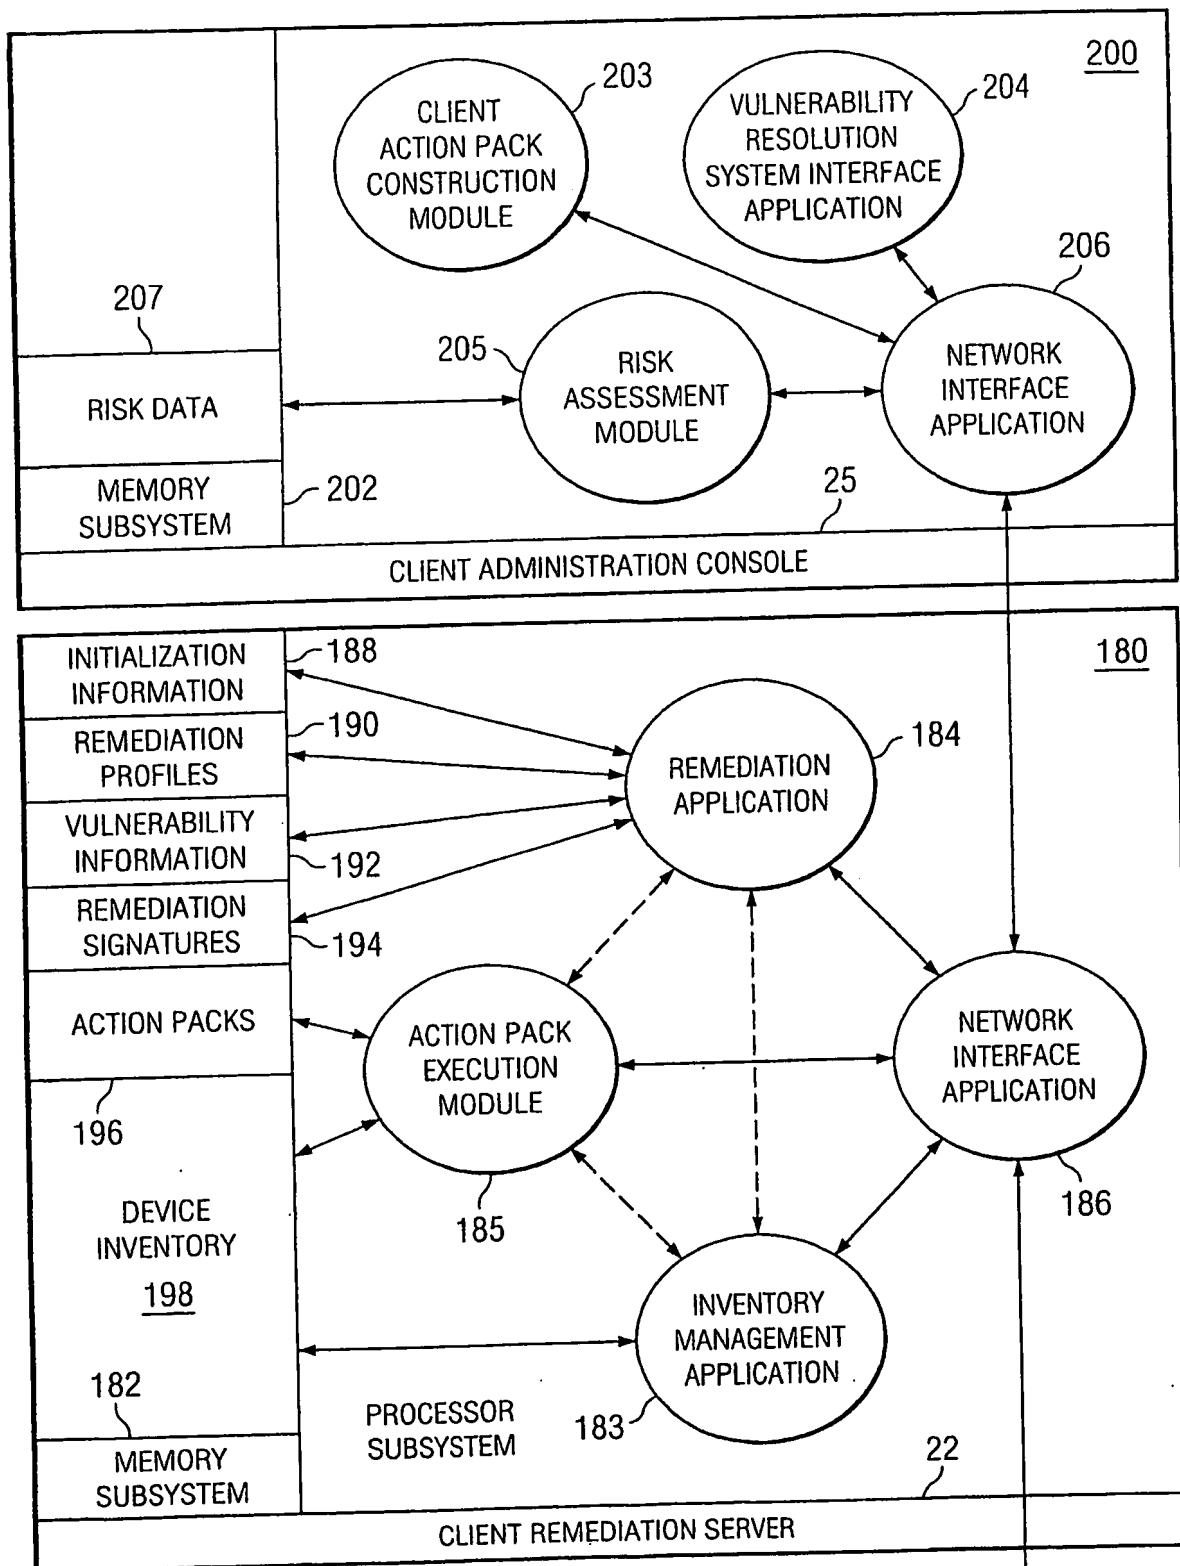 200
203
CLIENT
ACTION PACK
CONSTRUCTION
MODULE
204
VULNERABILITY
RESOLUTION
SYSTEM INTERFACE
APPLICATION
206
207
205
RISK
ASSESSMENT
MODULE
NETWORK
INTERFACE
APPLICATION
RISK DATA
MEMORY
SUBSYSTEM
202
25
CLIENT ADMINISTRATION CONSOLE
INITIALIZATION
INFORMATION
188
180
REMEDIATION
PROFILES
190
REMEDIATION
APPLICATION
184
VULNERABILITY
INFORMATION
192
REMEDIATION
SIGNATURES
194
ACTION PACKS
ACTION PACK
EXECUTION
MODULE
NETWORK
INTERFACE
APPLICATION
196
185
186
DEVICE
INVENTORY
198
INVENTORY
MANAGEMENT
APPLICATION
182
183
PROCESSOR
SUBSYSTEM
MEMORY
SUBSYSTEM
22
CLIENT REMEDIATION SERVER